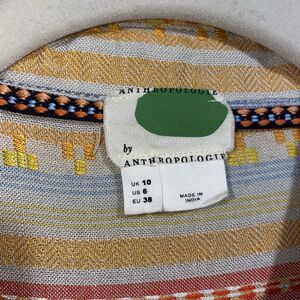 ANTHROPOLOGIE
by
ANTHROPOLOGIE
UK 10
US 6
EU 38
MADE IN
INDIA